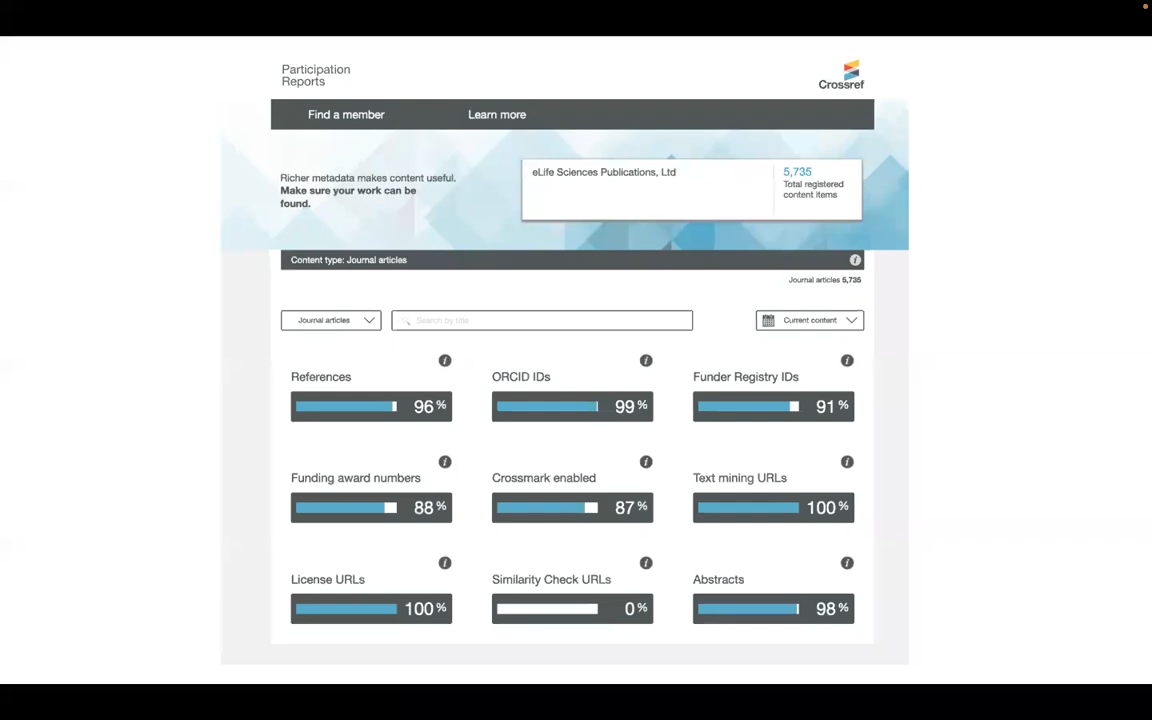 Participation
Reports
Crossref
Find a member
Learn more
Richer metadata makes content useful.
Make sure your work can be
found.
eLife Sciences Publications, Ltd
5,735
Total registered
content items
Content type: Journal articles
Journal articles 5,735
Journal articles
Search by title
Current content
References
96 %
ORCID IDs
99 %
Funder Registry IDs
91 %
Funding award numbers
88 %
Crossmark enabled
87 %
Text mining URLs
100 %
License URLs
100 %
Similarity Check URLs
0 %
Abstracts
98 %